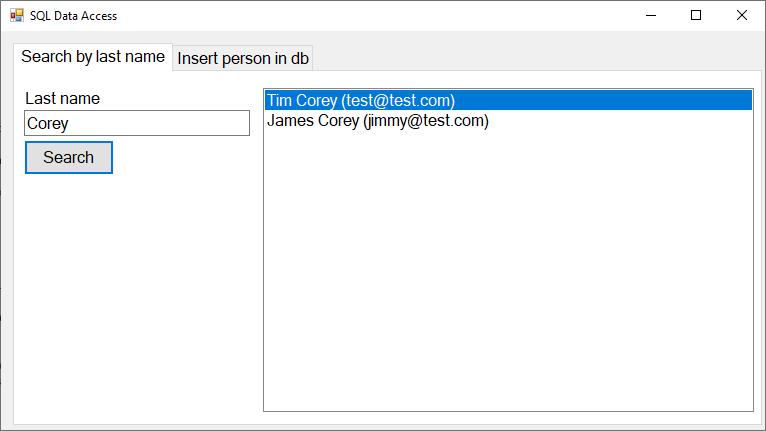 SQL Data Access
Search by last name
Insert person in db
Last name
Corey
Search
Tim Corey (test@test.com)
James Corey (jimmy@test.com)